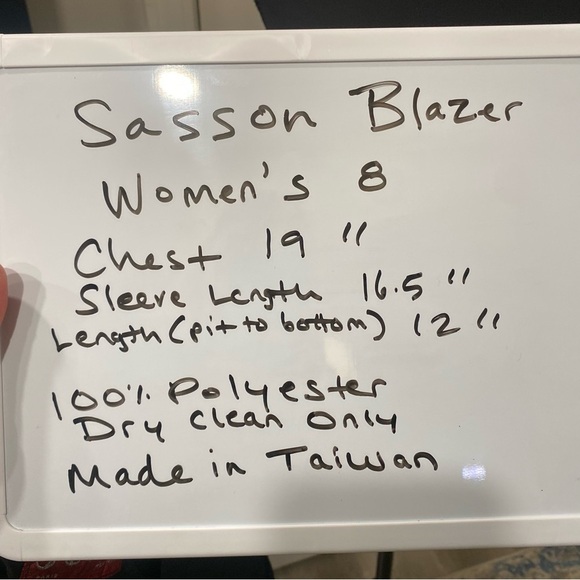 Sasson Blazer
Women's 8
Chest 19 "
Sleeve Length 16.5 "
Length (pit to bottom) 12 "
100% Polyester
Dry Clean Only
Made in Taiwan